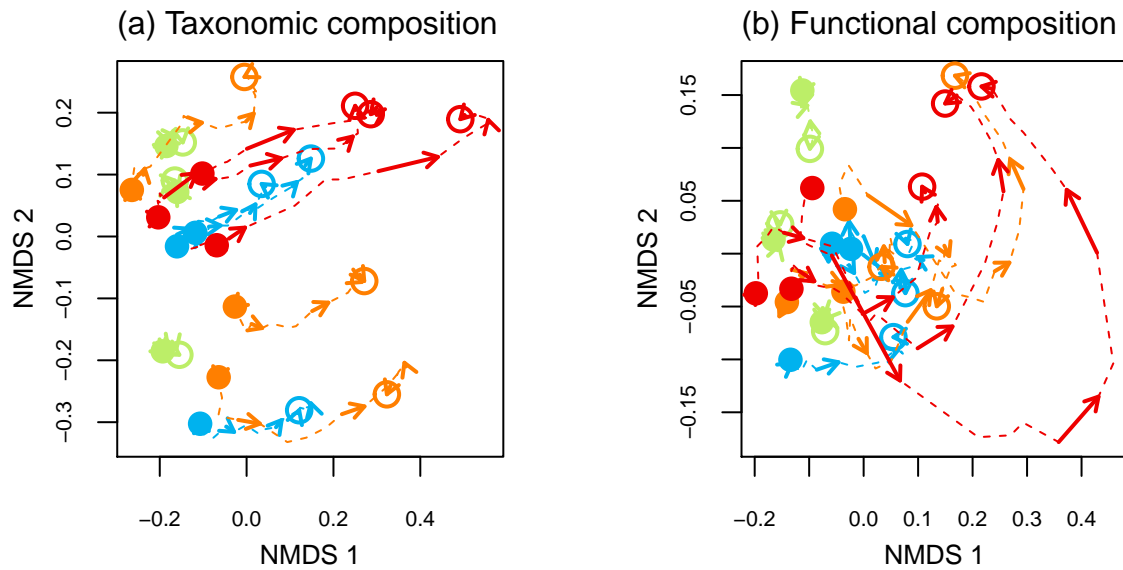 (a) Taxonomic composition
NMDS 2
0.2
0.1
0.0
−0.1
−0.2
−0.3
−0.2 0.0 0.2 0.4
NMDS 1
(b) Functional composition
NMDS 2
0.15
0.05
−0.05
−0.15
−0.2 0.0 0.1 0.2 0.3 0.4
NMDS 1